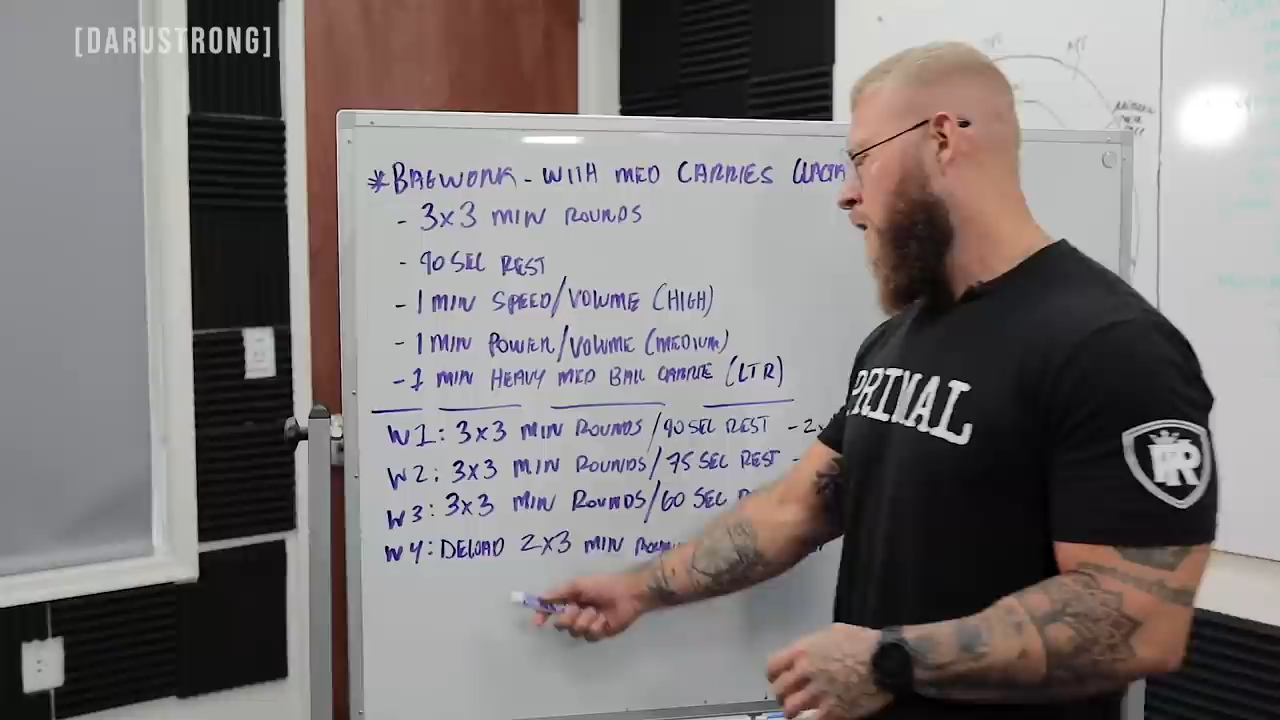 [DARUSTRONG]
*BAGWORK - WITH MED CARRIES
- 3x3 MIN ROUNDS
- 90 SEC REST
- 1 MIN SPEED/VOLUME (HIGH)
- 1 MIN POWER/VOLUME (MEDIUM)
- 1 MIN HEAVY MED BALL CARRIE (LTR)
W1: 3x3 MIN ROUNDS/90 SEC REST - 2x
W2: 3x3 MIN ROUNDS/75 SEC REST -
W3: 3x3 MIN ROUNDS/60 SEC
W4: DELOAD 2x3 MIN
PRIMAL
PR